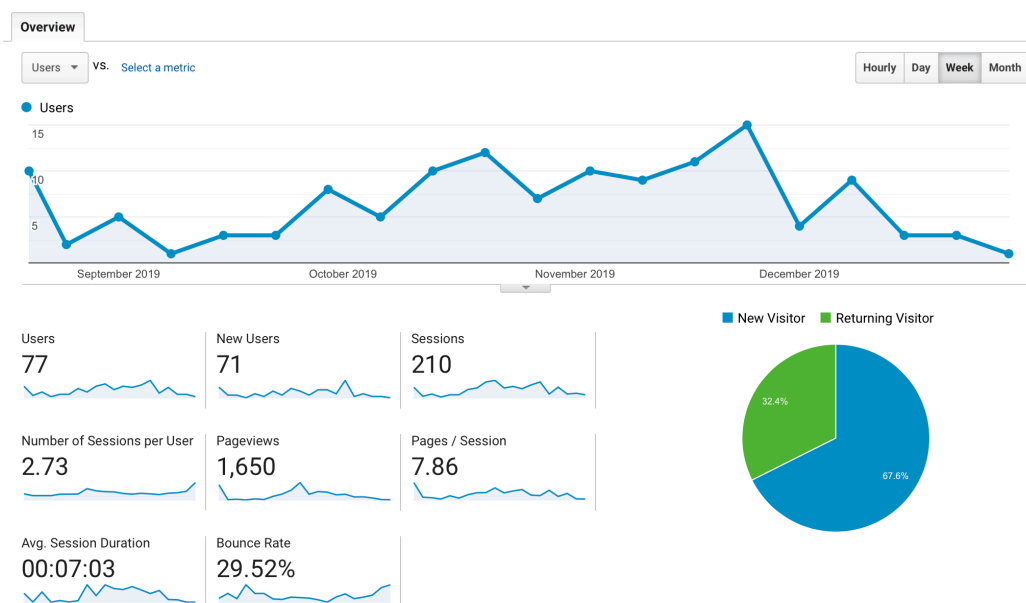 Overview
Users VS. Select a metric
Hourly Day Week Month
Users
15
10
5
September 2019 October 2019 November 2019 December 2019
New Visitor Returning Visitor
Users New Users Sessions
77 71 210
32.4%
Number of Sessions per User Pageviews Pages / Session
2.73 1,650 7.86
67.6%
Avg. Session Duration Bounce Rate
00:07:03 29.52%